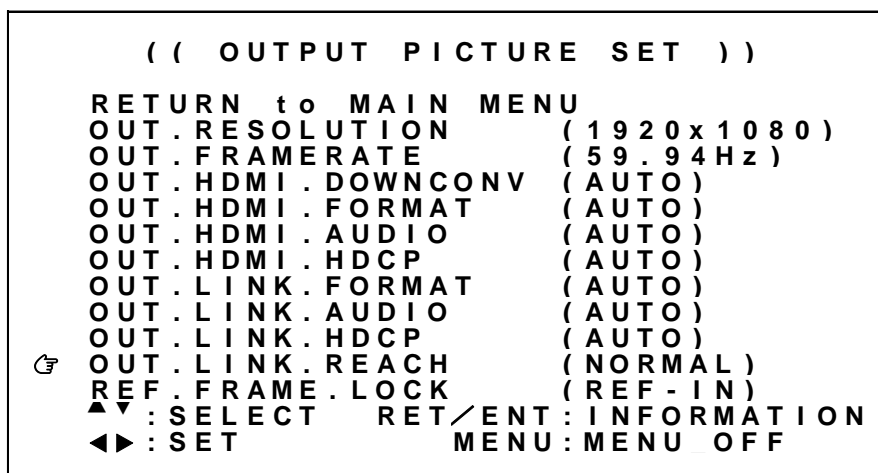 (( OUTPUT PICTURE SET ))
RETURN to MAIN MENU
OUT.RESOLUTION (1920x1080)
OUT.FRAMERATE (59.94Hz)
OUT.HDMI.DOWNCONV (AUTO)
OUT.HDMI.FORMAT (AUTO)
OUT.HDMI.AUDIO (AUTO)
OUT.HDMI.HDCP (AUTO)
OUT.LINK.FORMAT (AUTO)
OUT.LINK.AUDIO (AUTO)
OUT.LINK.HDCP (AUTO)
☞ OUT.LINK.REACH (NORMAL)
REF.FRAME.LOCK (REF-IN)
▲▼:SELECT RET/ENT:INFORMATION
◀▶:SET MENU:MENU_OFF